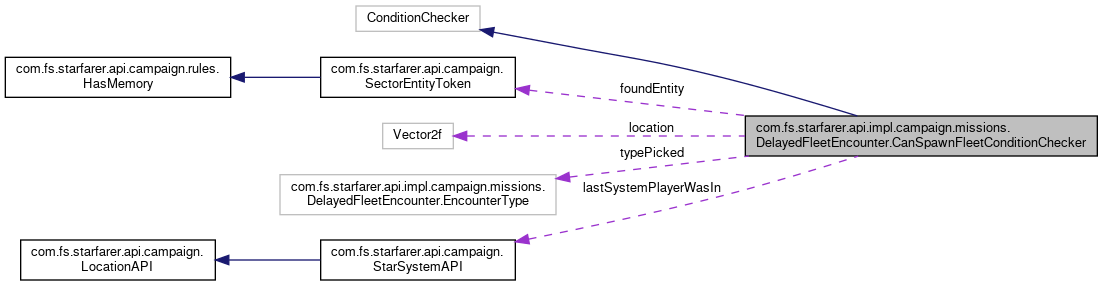 ConditionChecker
com.fs.starfarer.api.campaign.rules.
HasMemory
com.fs.starfarer.api.campaign.
SectorEntityToken
foundEntity
Vector2f
location
com.fs.starfarer.api.impl.campaign.missions.
DelayedFleetEncounter.CanSpawnFleetConditionChecker
typePicked
com.fs.starfarer.api.impl.campaign.missions.
DelayedFleetEncounter.EncounterType
lastSystemPlayerWasIn
com.fs.starfarer.api.campaign.
LocationAPI
com.fs.starfarer.api.campaign.
StarSystemAPI